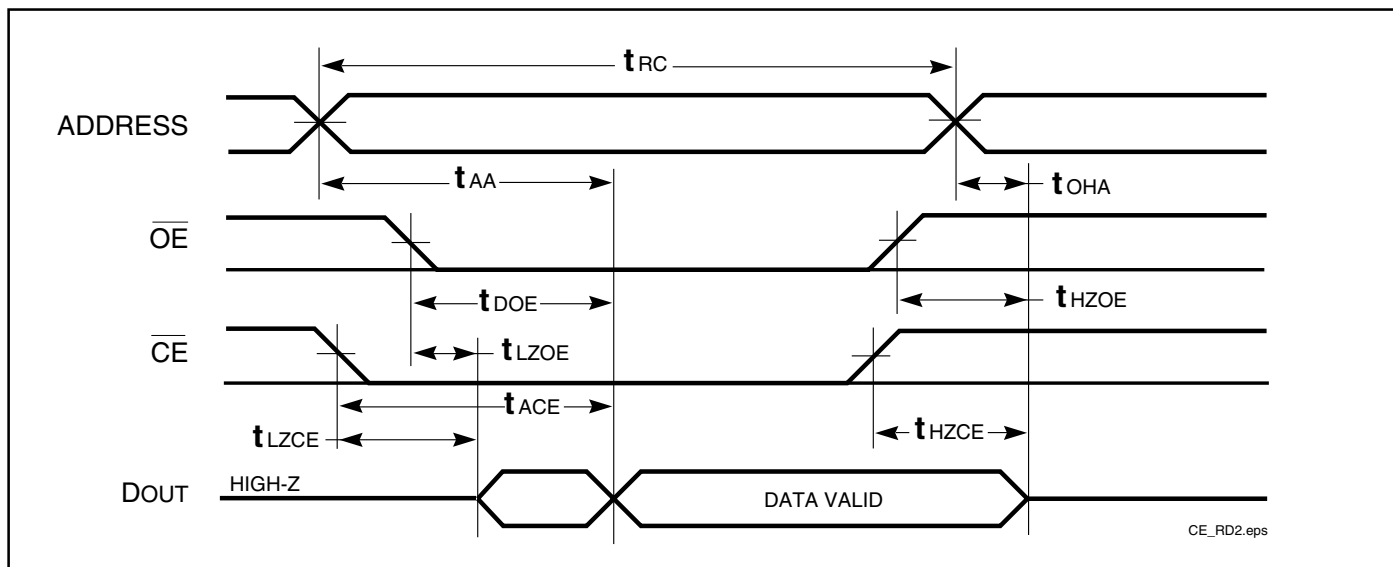 tRC
ADDRESS
tAA
tOHA
OE
tDOE
tHZOE
CE
tLZOE
tACE
tLZCE
tHZCE
DOUT
HIGH-Z
DATA VALID
CE_RD2.eps